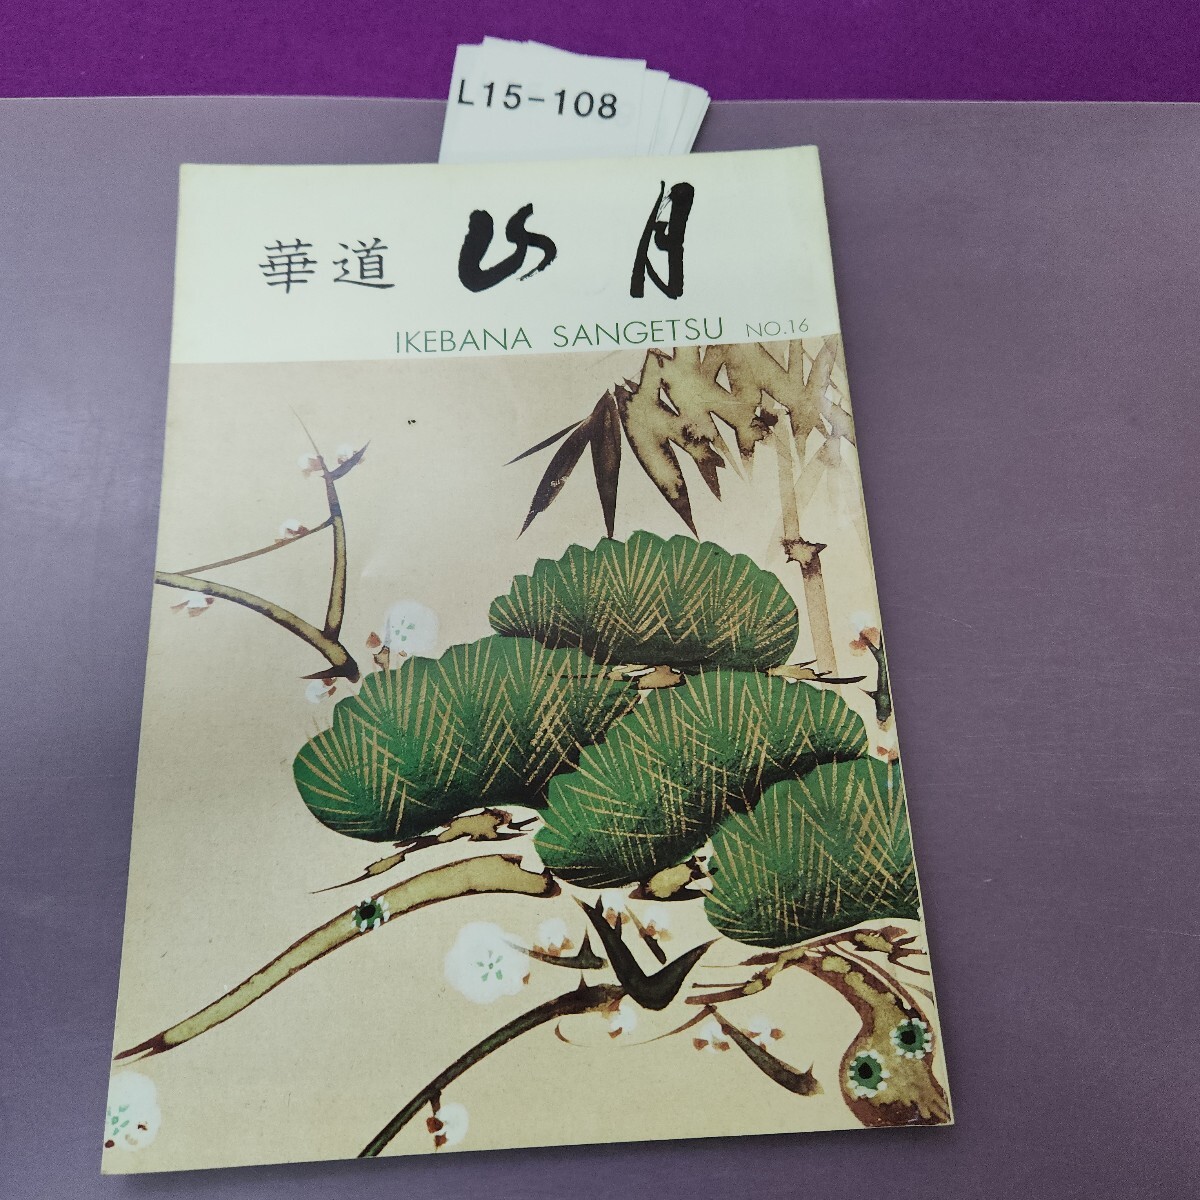 L15-108
華道 山月
IKEBANA SANGETSU NO.16